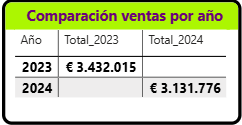 Comparación ventas por año
Año Total_2023 Total_2024
2023 € 3.432.015
2024 € 3.131.776